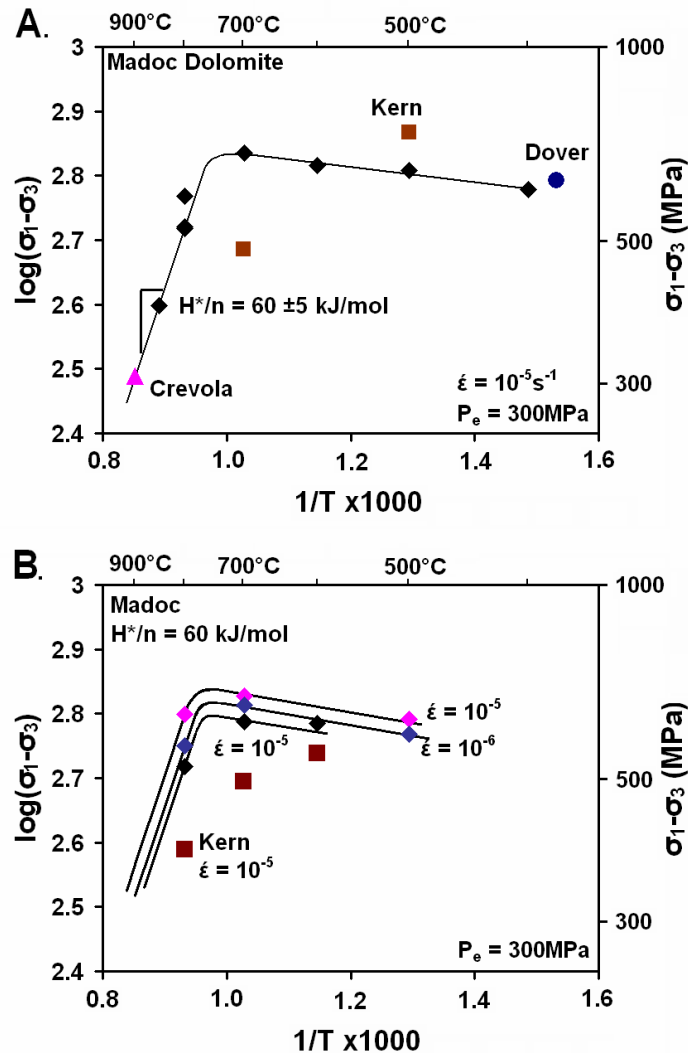 A.
900°C 700°C 500°C
3 1000
Madoc Dolomite
2.9
Kern
Dover
2.8
log(σ₁-σ₃)
2.7 500
σ₁-σ₃ (MPa)
2.6
H*/n = 60 ±5 kJ/mol
2.5
Crevola 300
έ = 10⁻⁵s⁻¹
Pₑ = 300MPa
2.4
0.8 1.0 1.2 1.4 1.6
1/T x1000
B.
900°C 700°C 500°C
3 1000
Madoc
H*/n = 60 kJ/mol
2.9
2.8
έ = 10⁻⁵
έ = 10⁻⁵
έ = 10⁻⁶
log(σ₁-σ₃)
2.7 500
σ₁-σ₃ (MPa)
Kern
2.6
έ = 10⁻⁵
2.5
300
Pₑ = 300MPa
2.4
0.8 1.0 1.2 1.4 1.6
1/T x1000